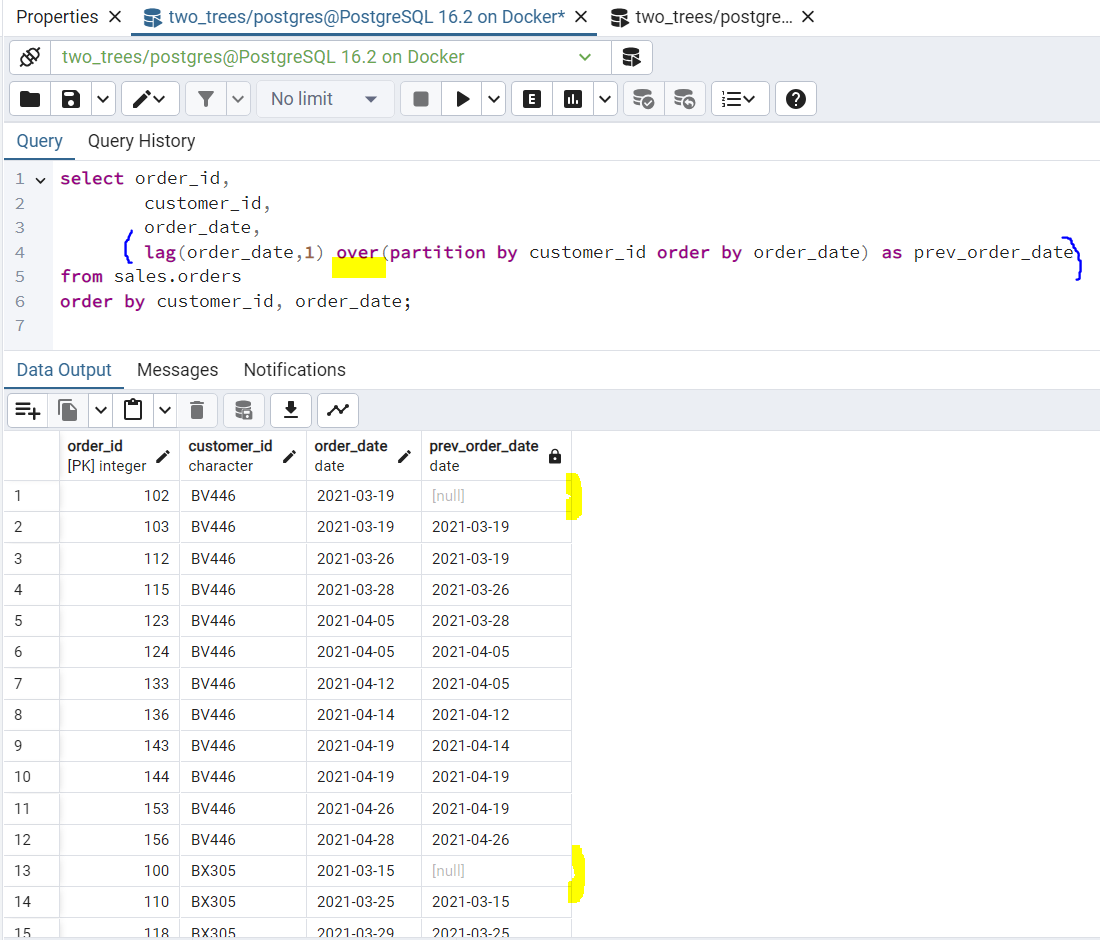 Properties two_trees/postgres@PostgreSQL 16.2 on Docker* two_trees/postgre...
two_trees/postgres@PostgreSQL 16.2 on Docker
No limit E ?
Query Query History
1 select order_id,
2 customer_id,
3 order_date,
4 lag(order_date,1) over(partition by customer_id order by order_date) as prev_order_date
5 from sales.orders
6 order by customer_id, order_date;
7
Data Output Messages Notifications
order_id customer_id order_date prev_order_date
[PK] integer character date date
1 102 BV446 2021-03-19 [null]
2 103 BV446 2021-03-19 2021-03-19
3 112 BV446 2021-03-26 2021-03-19
4 115 BV446 2021-03-28 2021-03-26
5 123 BV446 2021-04-05 2021-03-28
6 124 BV446 2021-04-05 2021-04-05
7 133 BV446 2021-04-12 2021-04-05
8 136 BV446 2021-04-14 2021-04-12
9 143 BV446 2021-04-19 2021-04-14
10 144 BV446 2021-04-19 2021-04-19
11 153 BV446 2021-04-26 2021-04-19
12 156 BV446 2021-04-28 2021-04-26
13 100 BX305 2021-03-15 [null]
14 110 BX305 2021-03-25 2021-03-15
15 118 BX305 2021-03-29 2021-03-25